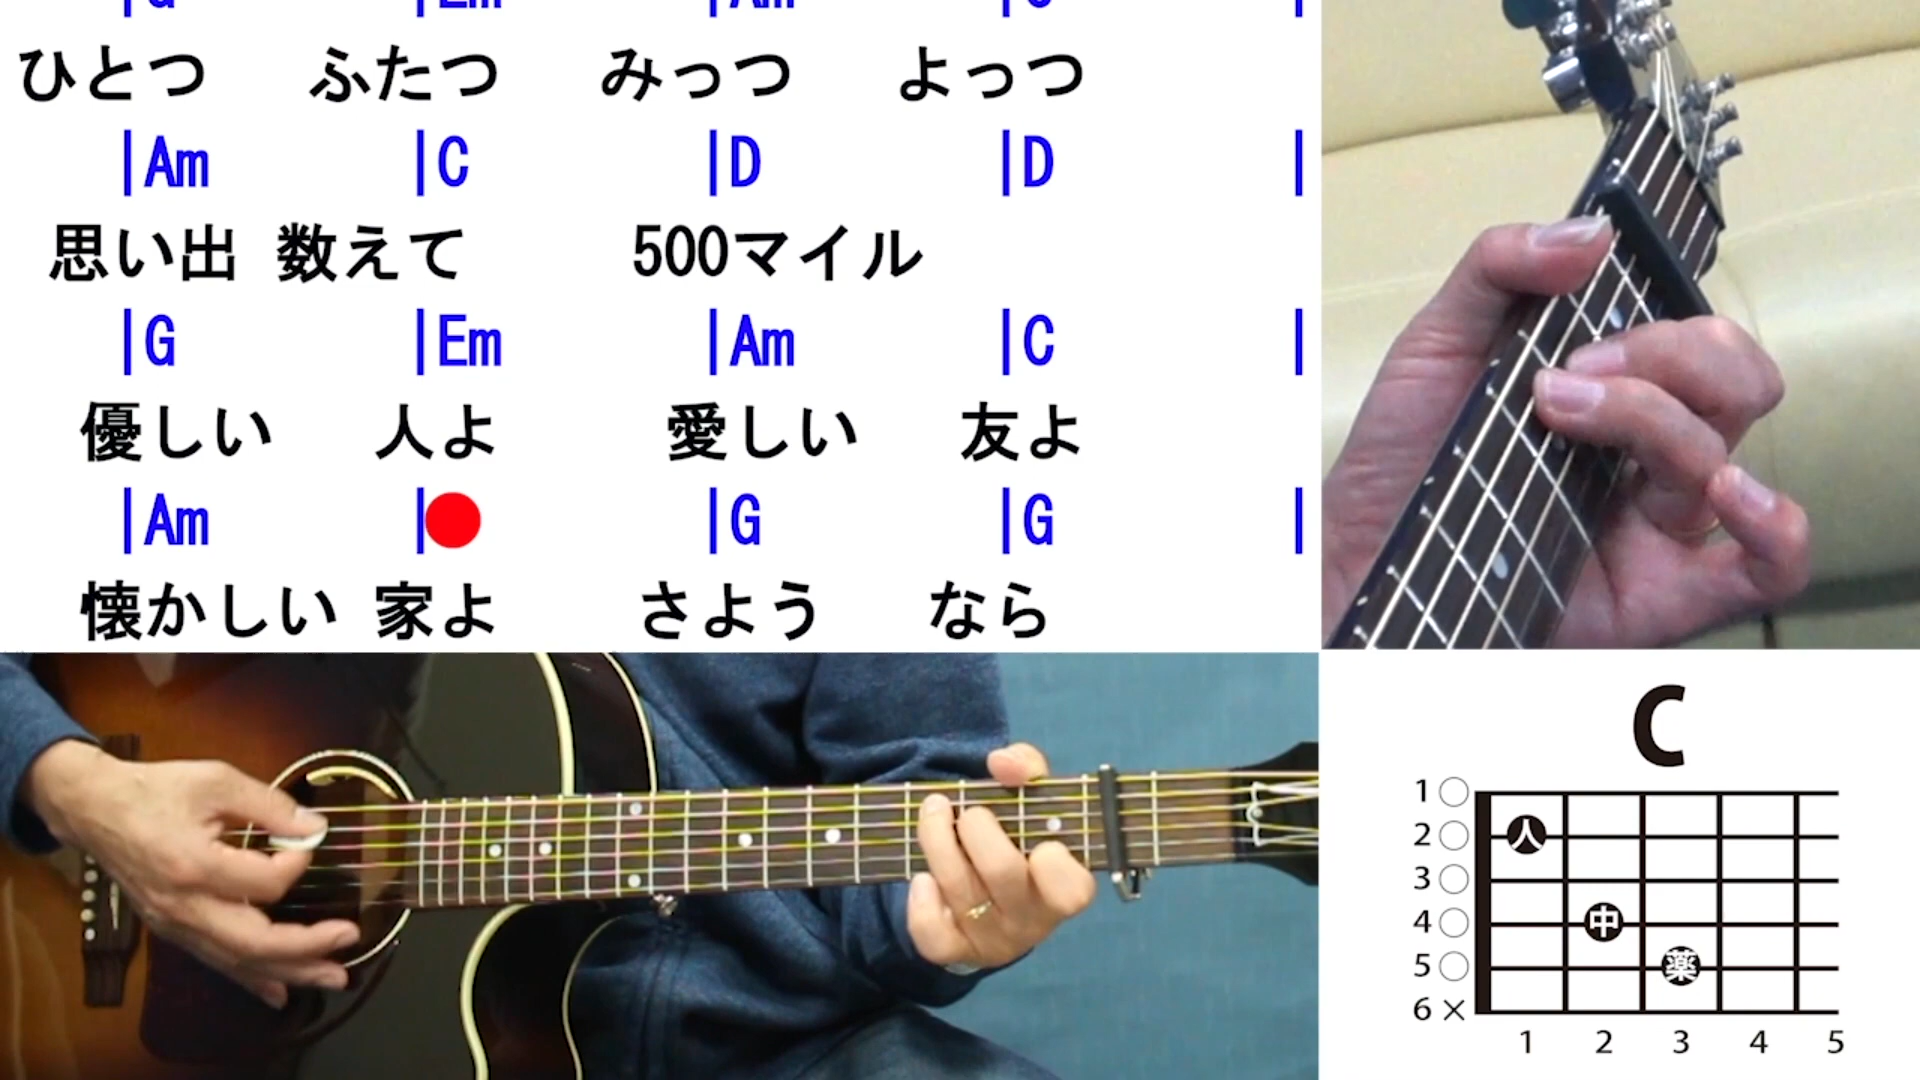 |G |Em |Am |C |
ひとつ ふたつ みっつ よっつ
|Am |C |D |D |
思い出 数えて 500マイル
|G |Em |Am |C |
優しい 人よ 愛しい 友よ
|Am | |G |G |
懐かしい 家よ さよう なら
C
1
2 人
3
4 中
5 薬
6 ×
1 2 3 4 5